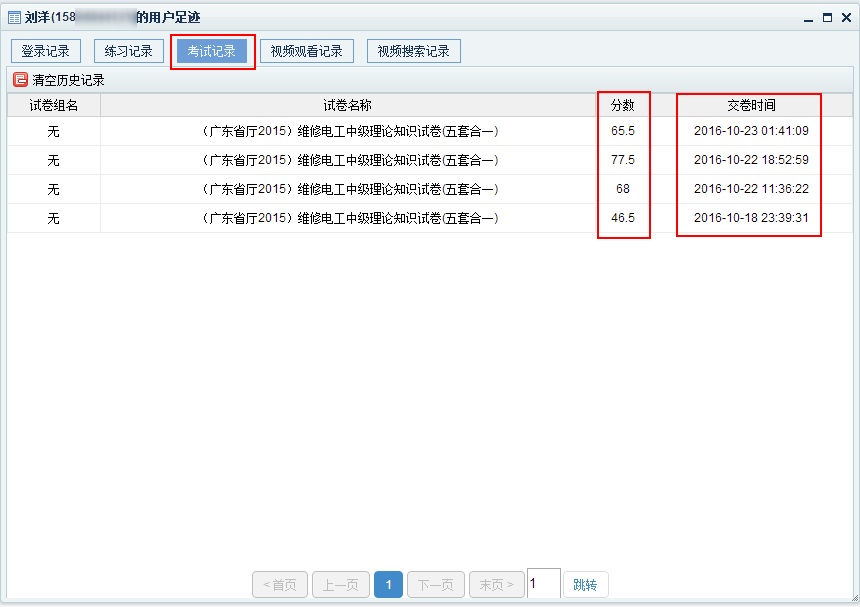 刘洋(158 的用户足迹
登录记录 练习记录 考试记录 视频观看记录 视频搜索记录
清空历史记录
试卷组名 试卷名称 分数 交卷时间
无 （广东省厅2015）维修电工中级理论知识试卷(五套合一) 65.5 2016-10-23 01:41:09
无 （广东省厅2015）维修电工中级理论知识试卷(五套合一) 77.5 2016-10-22 18:52:59
无 （广东省厅2015）维修电工中级理论知识试卷(五套合一) 68 2016-10-22 11:36:22
无 （广东省厅2015）维修电工中级理论知识试卷(五套合一) 46.5 2016-10-18 23:39:31
<首页 上一页 1 下一页 末页> 1 跳转